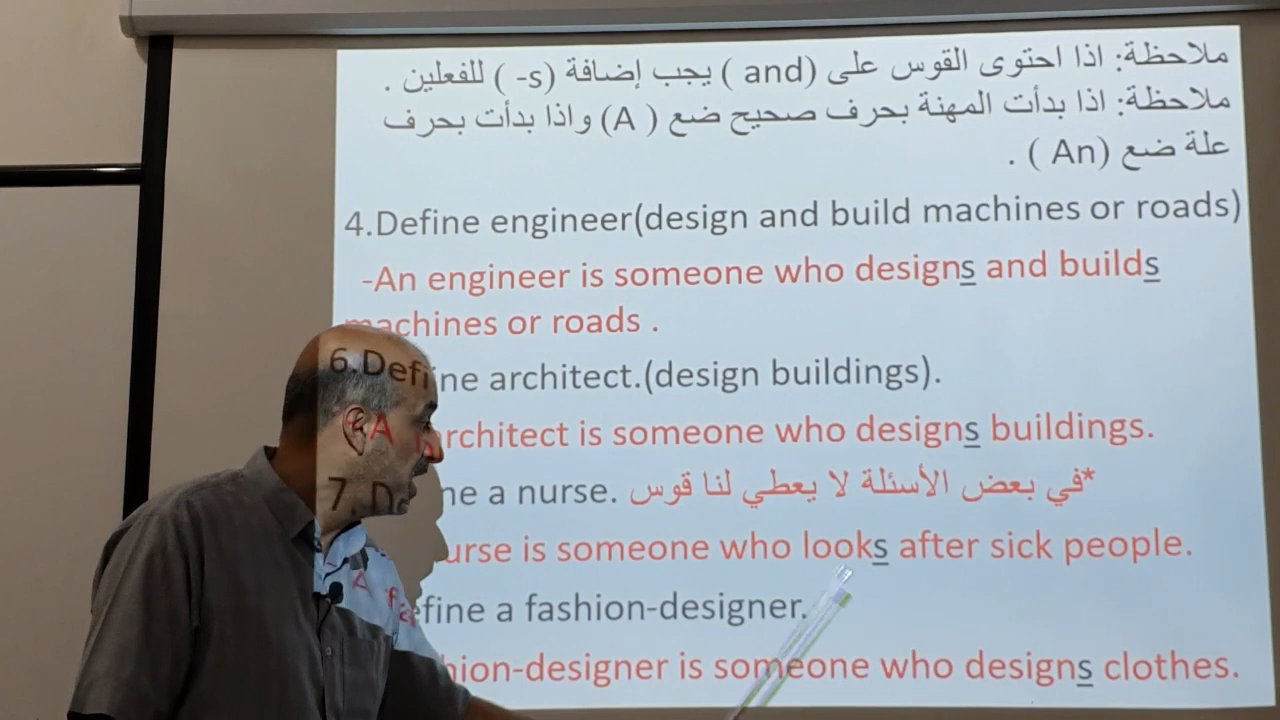 ملاحظة: اذا احتوى القوس على (and ) يجب إضافة (s- ) للفعلين .
ملاحظة: اذا بدأت المهنة بحرف صحيح ضع ( A) واذا بدأت بحرف
علة ضع (An ) .
4.Define engineer(design and build machines or roads)
-An engineer is someone who designs and builds
machines or roads .
6.Define architect.(design buildings).
architect is someone who designs buildings.
ne a nurse. *في بعض الأسئلة لا يعطي لنا قوس
urse is someone who looks after sick people.
efine a fashion-designer.
hion-designer is someone who designs clothes.